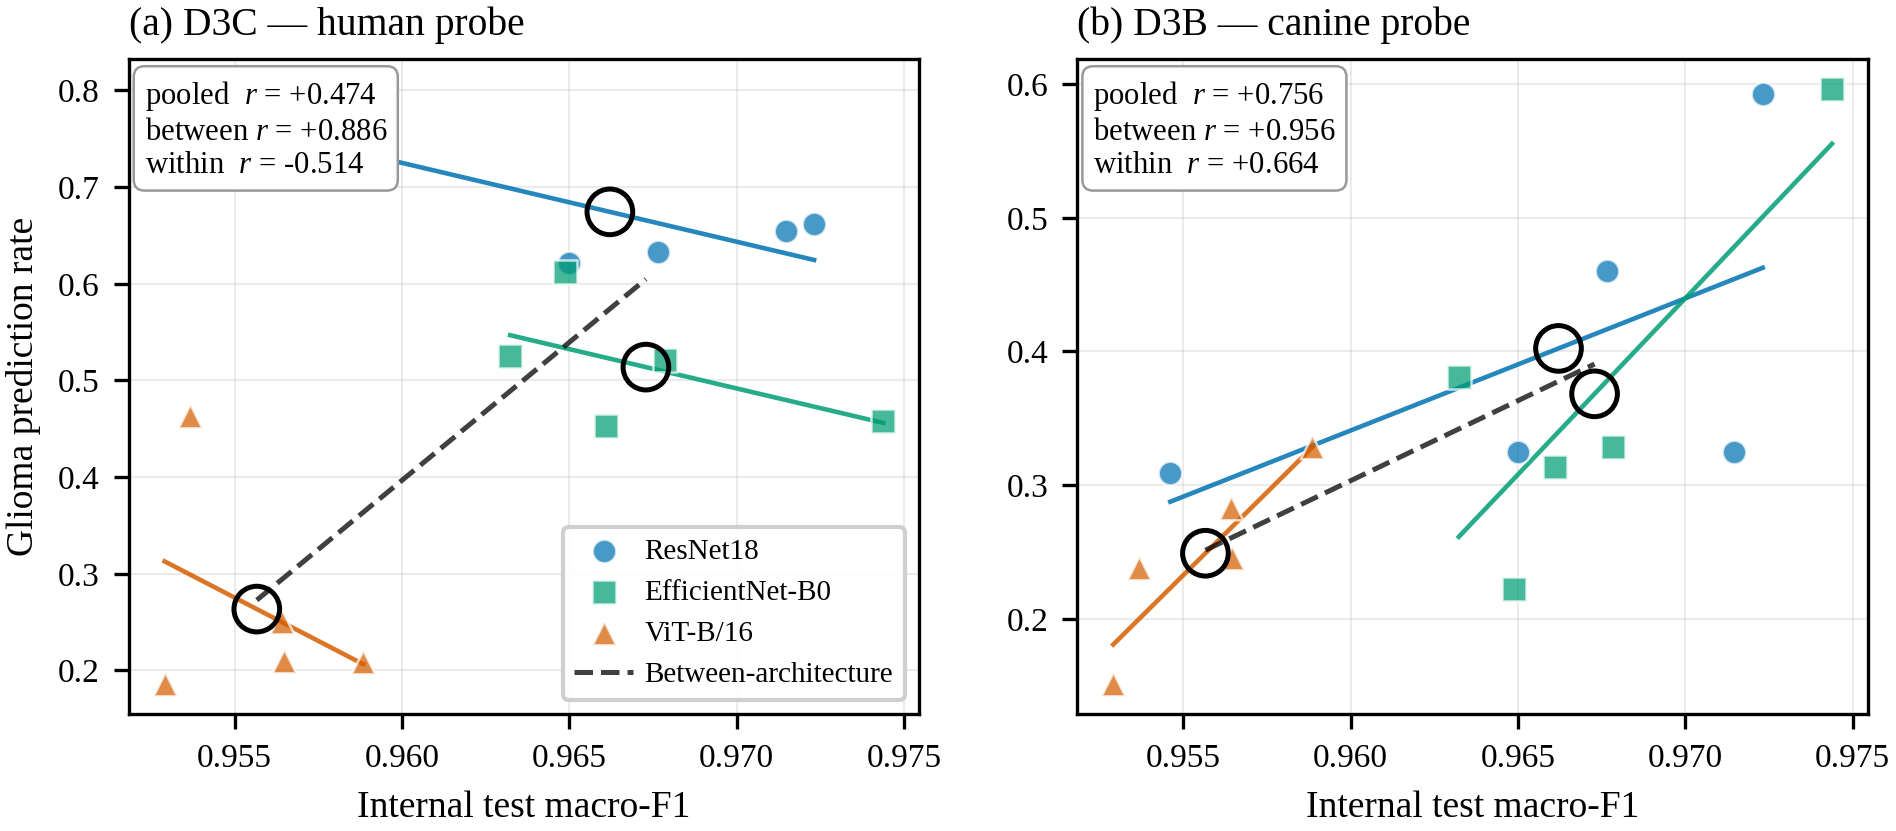 (a) D3C — human probe
pooled r = +0.474
between r = +0.886
within r = -0.514
Glioma prediction rate
0.8
0.7
0.6
0.5
0.4
0.3
0.2
ResNet18
EfficientNet-B0
ViT-B/16
Between-architecture
0.955 0.960 0.965 0.970 0.975
Internal test macro-F1
(b) D3B — canine probe
pooled r = +0.756
between r = +0.956
within r = +0.664
0.6
0.5
0.4
0.3
0.2
0.955 0.960 0.965 0.970 0.975
Internal test macro-F1